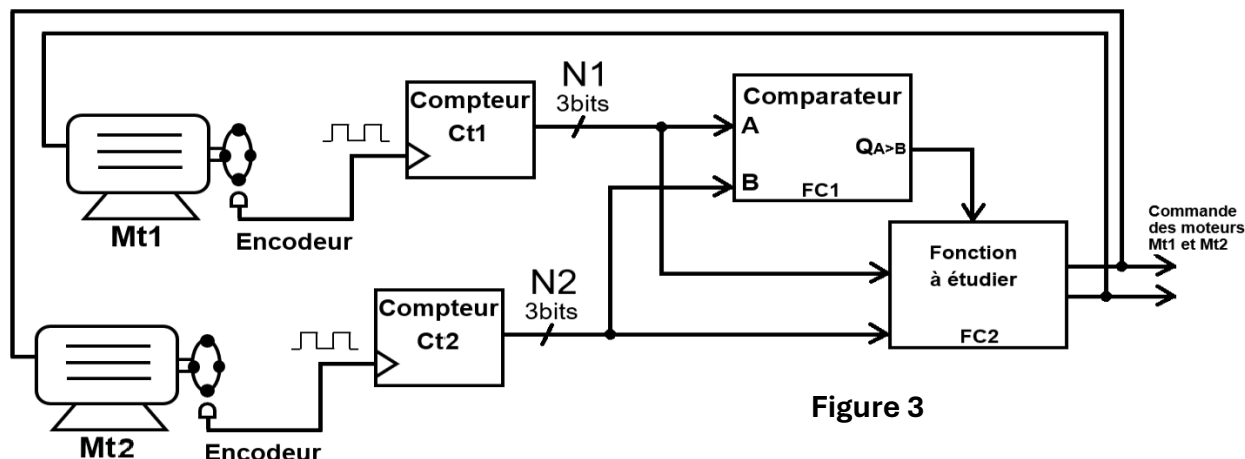 N1
3bits
Compteur
Ct1
Comparateur
A
QA>B
B
FC1
Mt1
Encodeur
Commande
des moteurs
Mt1 et Mt2
Fonction
à étudier
FC2
N2
3bits
Compteur
Ct2
Figure 3
Mt2
Encodeur